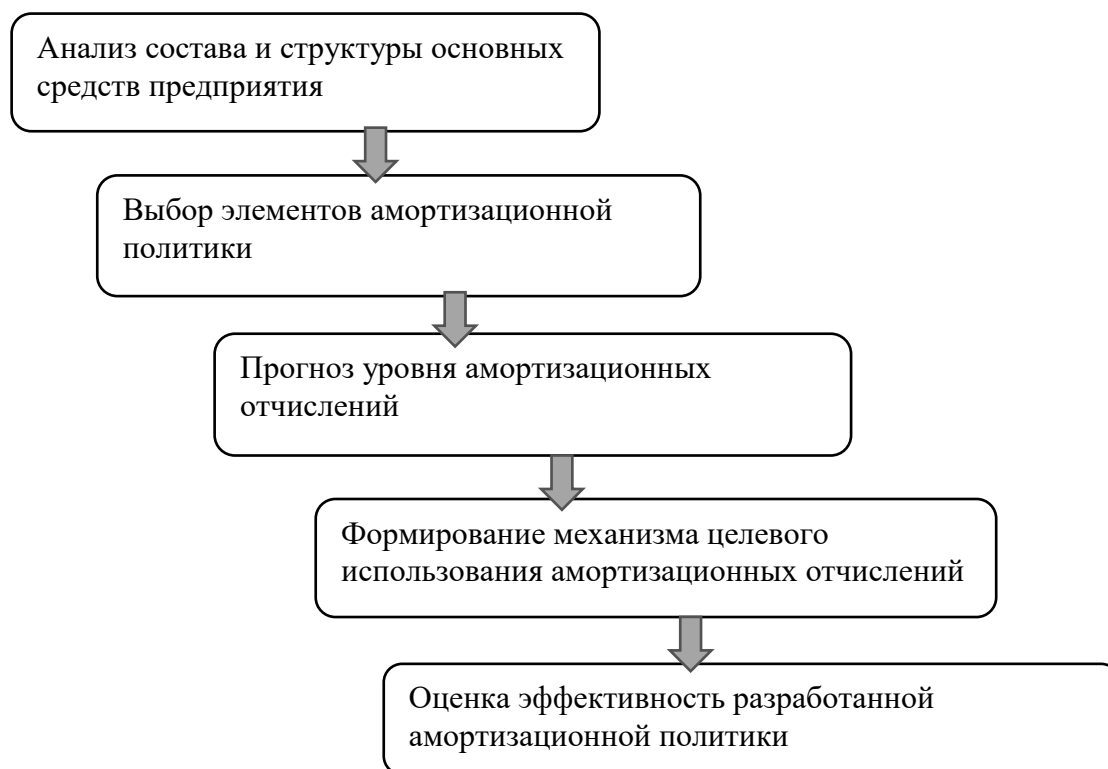 Анализ состава и структуры основных
средств предприятия
Выбор элементов амортизационной
политики
Прогноз уровня амортизационных
отчислений
Формирование механизма целевого
использования амортизационных отчислений
Оценка эффективность разработанной
амортизационной политики